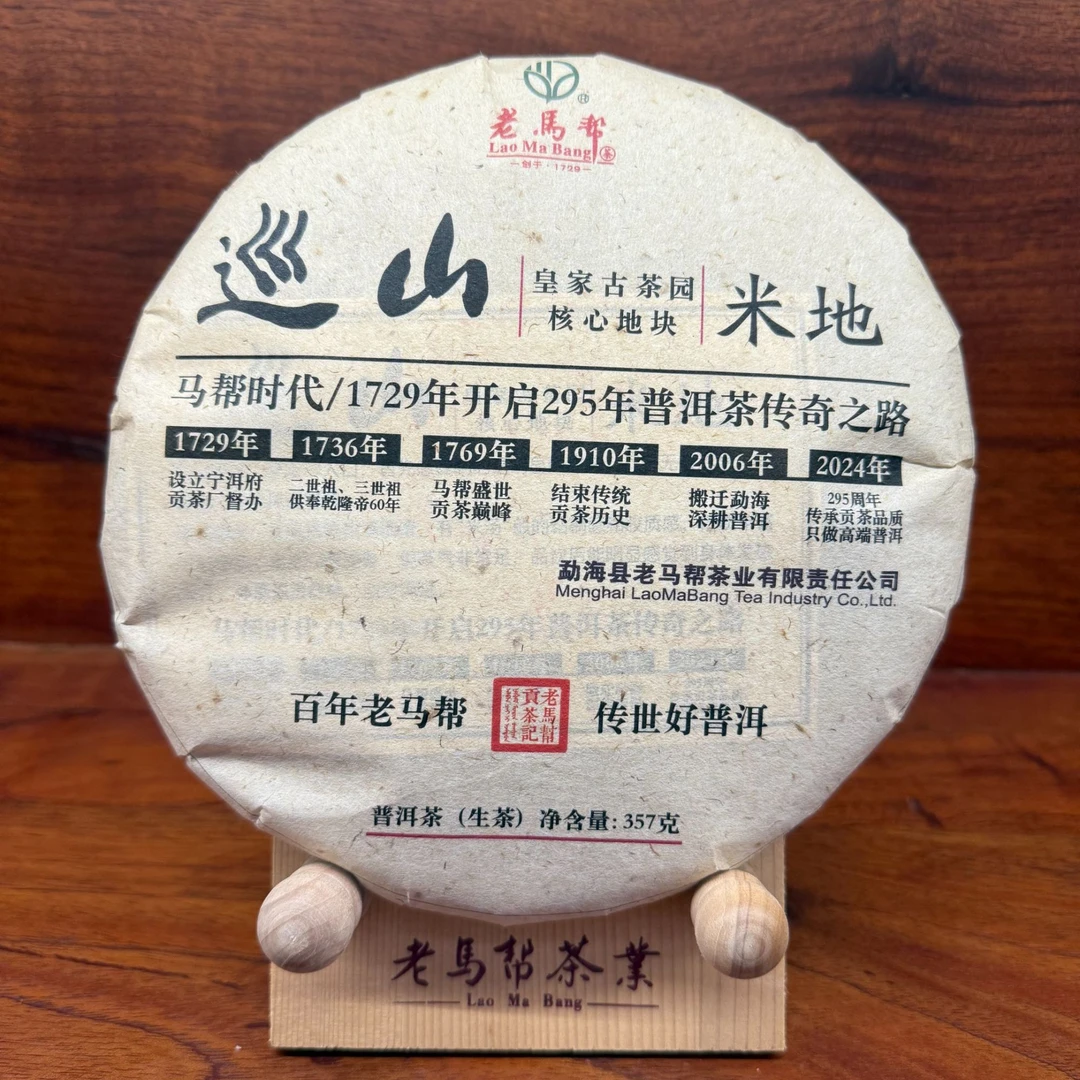 老馬帮
Lao Ma Bang 茶
创于·1729
巡山
皇家古茶园
核心地块
米地
马帮时代/1729年开启295年普洱茶传奇之路
1729年 1736年 1769年 1910年 2006年 2024年
设立宁洱府
贡茶厂督办
二世祖、三世祖
供奉乾隆帝60年
马帮盛世
贡茶巅峰
结束传统
贡茶历史
搬迁勐海
深耕普洱
295周年
传承贡茶品质
只做高端普洱
勐海县老马帮茶业有限责任公司
Menghai LaoMaBang Tea Industry Co.,Ltd.
百年老马帮
老馬幫
貢茶記
传世好普洱
普洱茶（生茶）净含量: 357克
老馬幫茶業
Lao Ma Bang